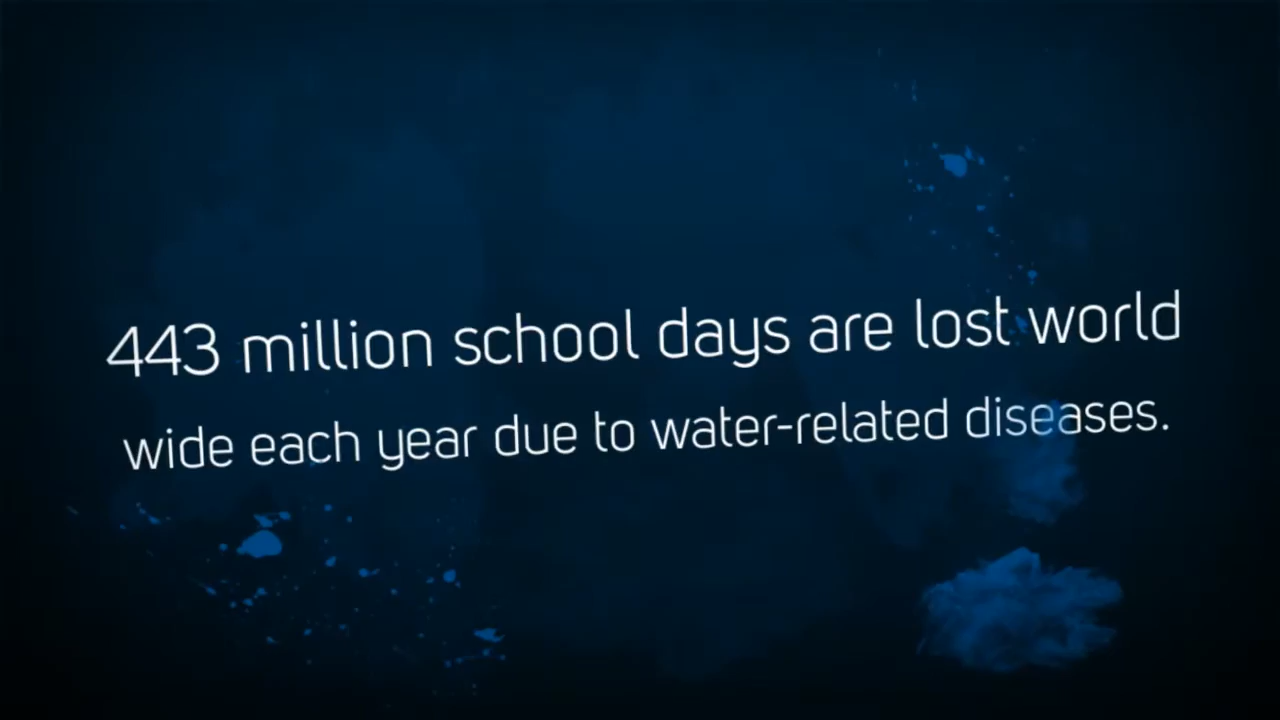 443 million school days are lost world
wide each year due to water-related diseases.